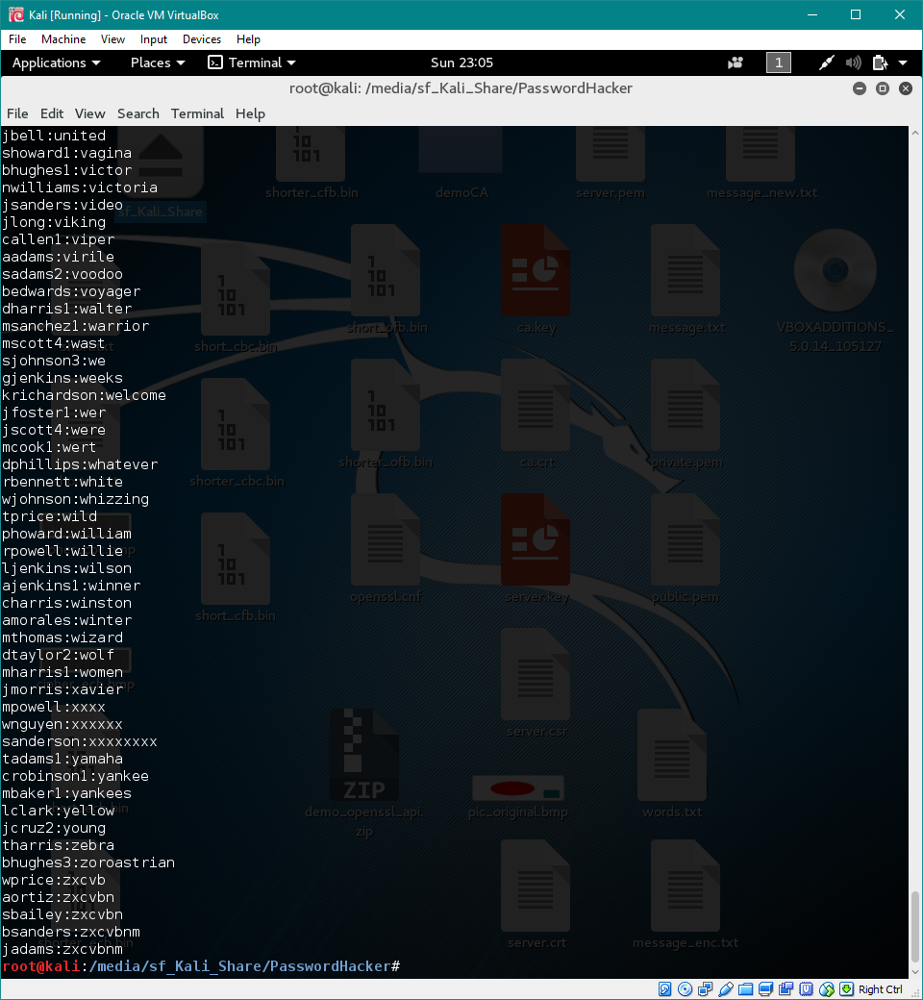 Kali [Running] - Oracle VM VirtualBox
File Machine View Input Devices Help
Applications Places Terminal Sun 23:05 1
root@kali: /media/sf_Kali_Share/PasswordHacker
File Edit View Search Terminal Help
jbell:united
showard1:vagina
bhughes1:victor
nwilliams:victoria
jsanders:video
jlong:viking
callen1:viper
aadams:virile
sadams2:voodoo
bedwards:voyager
dharris1:walter
msanchez1:warrior
mscott4:wast
sjohnson3:we
gjenkins:weeks
krichardson:welcome
jfoster1:wer
jscott4:were
mcook1:wert
dphillips:whatever
rbennett:white
wjohnson:whizzing
tprice:wild
phoward:william
rpowell:willie
ljenkins:wilson
ajenkins1:winner
charris:winston
amorales:winter
mthomas:wizard
dtaylor2:wolf
mharris1:women
jmorris:xavier
mpowell:xxxx
wnguyen:xxxxxx
sanderson:xxxxxxxx
tadams1:yamaha
crobinson1:yankee
mbaker1:yankees
lclark:yellow
jcruz2:young
tharris:zebra
bhughes3:zoroastrian
wprice:zxcvb
aortiz:zxcvbn
sbailey:zxcvbn
bsanders:zxcvbnm
jadams:zxcvbnm
root@kali:/media/sf_Kali_Share/PasswordHacker#
shorter_cfb.bin
demoCA
server.pem
message_new.txt
sf_Kali_Share
short_cbc.bin
short_ofb.bin
ca.key
message.txt
VBOXADDITIONS_
5.0.14_105127
shorter_cbc.bin
shorter_ofb.bin
ca.crt
private.pem
short_cfb.bin
openssl.cnf
server.key
public.pem
server.csr
ZIP
demo_openssl_api.
zip
pic_original.bmp
words.txt
server.crt
message_enc.txt
Right Ctrl